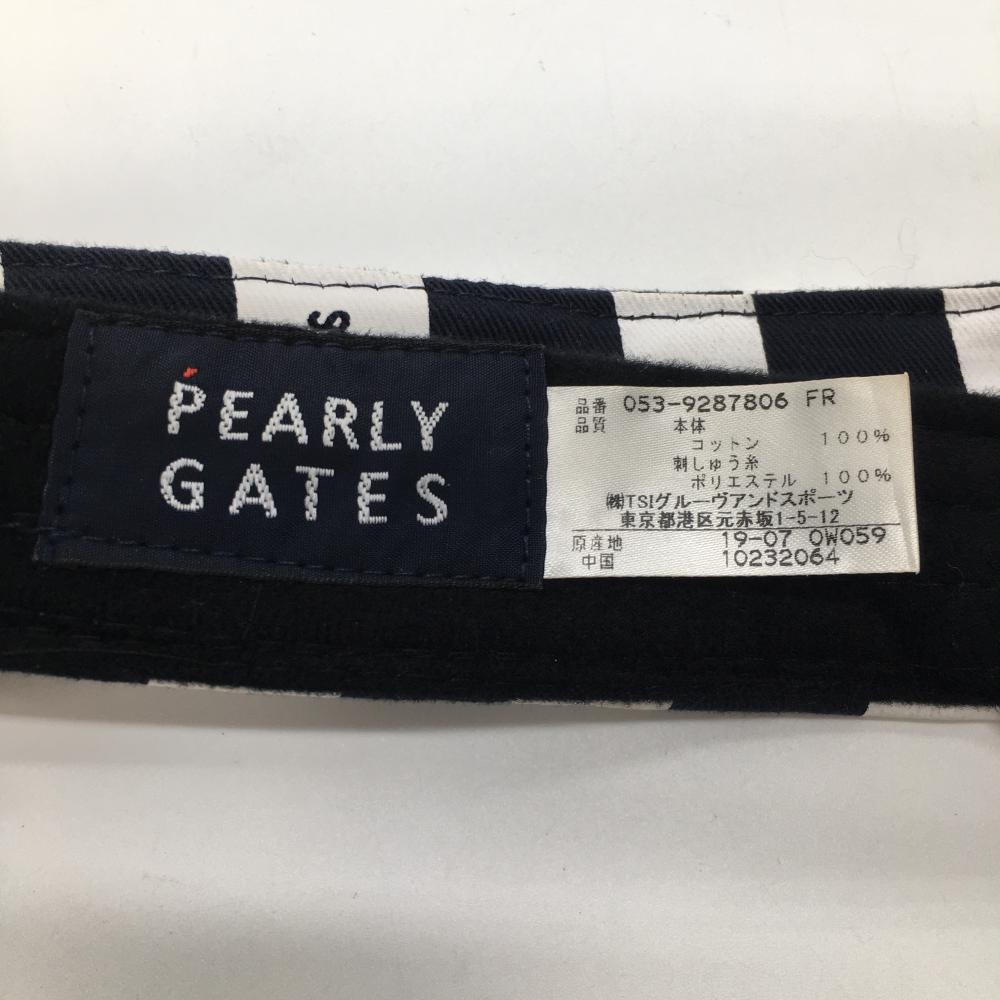 S
PEARLY
GATES
品番 053-9287806 FR
品質 本体
コットン 100%
刺しゅう糸
ポリエステル 100%
㈱TSIグルーヴアンドスポーツ
東京都港区元赤坂1-5-12
原産地 19-07 0W059
中国 10232064